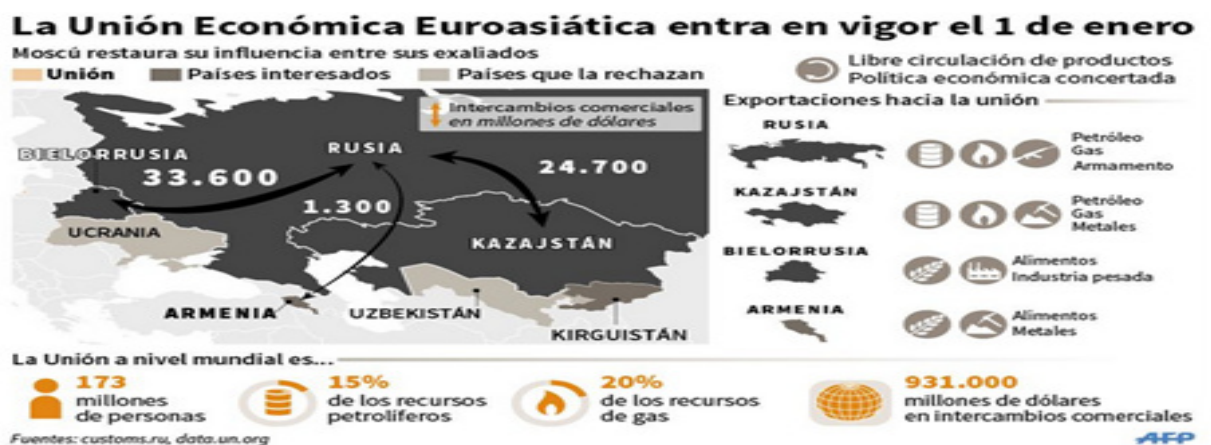 La Unión Económica Euroasiática entra en vigor el 1 de enero
Moscú restaura su influencia entre sus exaliados
Unión
Países interesados
Países que la rechazan
Libre circulación de productos
Política económica concertada
Intercambios comerciales
en millones de dólares
BIELORRUSIA
RUSIA
33.600
24.700
1.300
UCRANIA
KAZAJSTÁN
ARMENIA
UZBEKISTÁN
KIRGUISTÁN
Exportaciones hacia la unión
RUSIA
Petróleo
Gas
Armamento
KAZAJSTÁN
Petróleo
Gas
Metales
BIELORRUSIA
Alimentos
Industria pesada
ARMENIA
Alimentos
Metales
La Unión a nivel mundial es...
173
millones
de personas
15%
de los recursos
petrolíferos
20%
de los recursos
de gas
931.000
millones de dólares
en intercambios comerciales
Fuentes: customs.ru, data.un.org
AFP